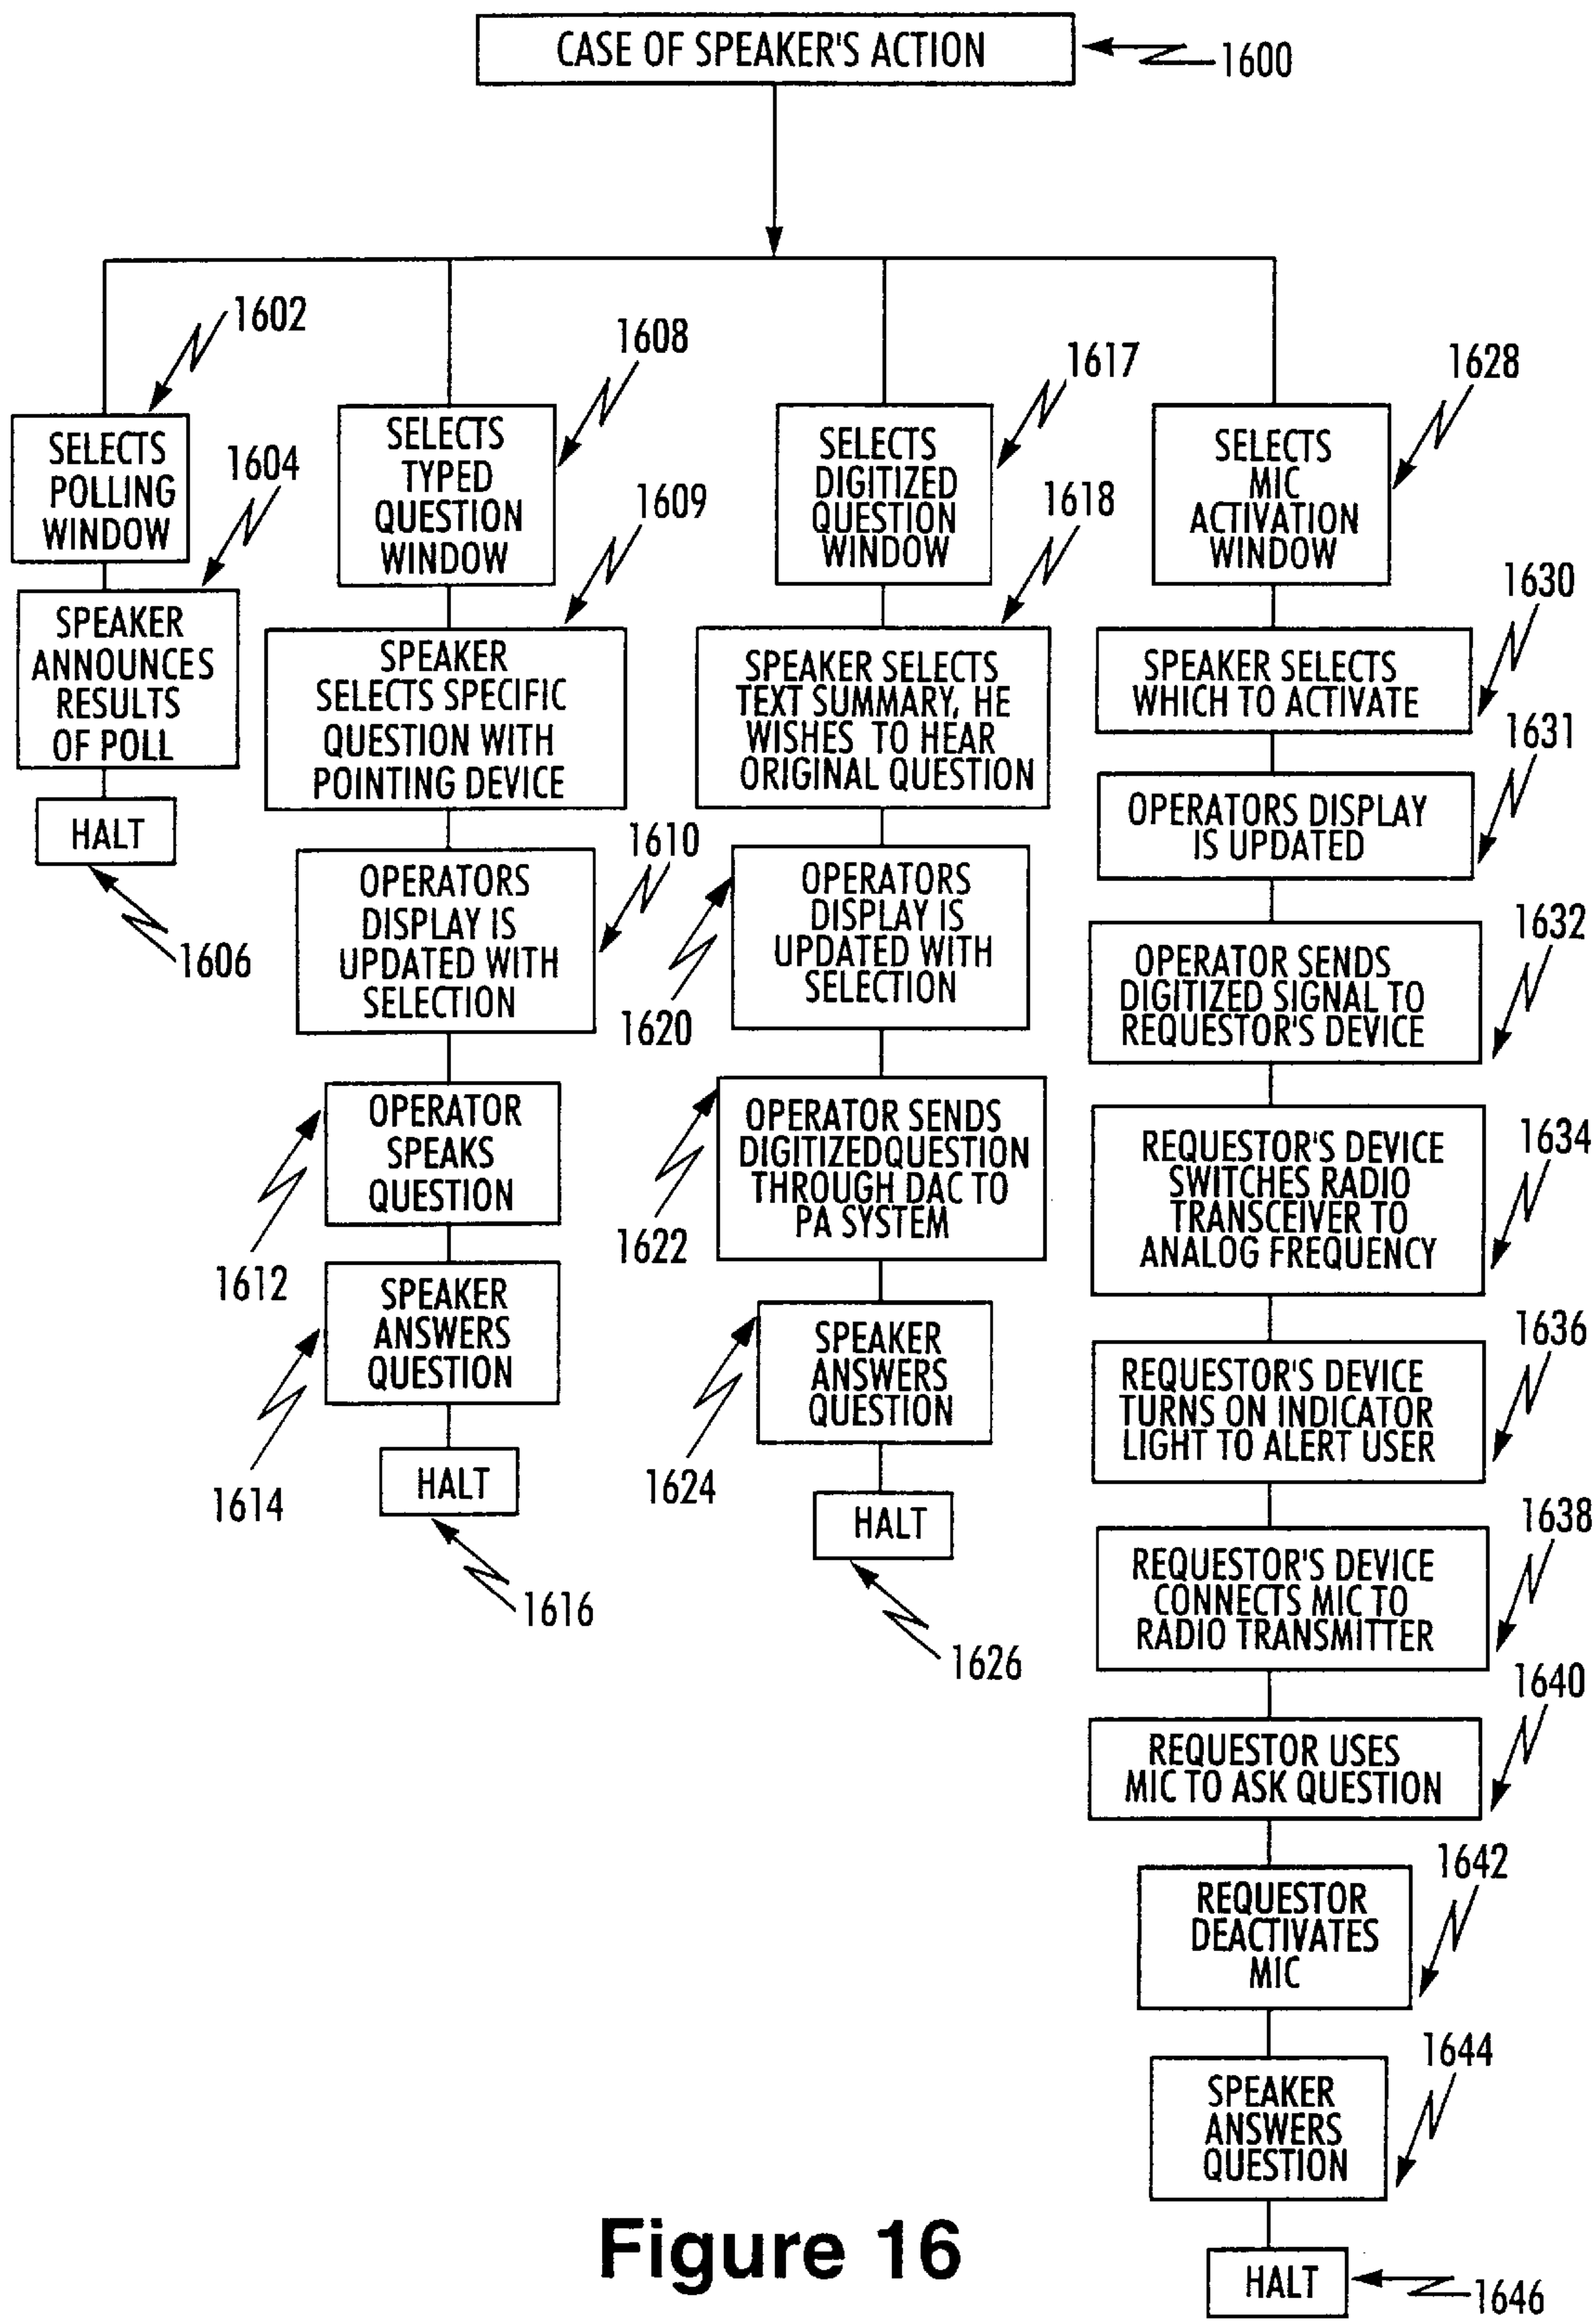 CASE OF SPEAKER'S ACTION
1600
1602
SELECTS
POLLING
WINDOW
1604
SPEAKER
ANNOUNCES
RESULTS
OF POLL
HALT
1606
1608
SELECTS
TYPED
QUESTION
WINDOW
1609
SPEAKER
SELECTS SPECIFIC
QUESTION WITH
POINTING DEVICE
1610
OPERATORS
DISPLAY IS
UPDATED WITH
SELECTION
OPERATOR
SPEAKS
QUESTION
1612
SPEAKER
ANSWERS
QUESTION
1614
HALT
1616
1617
SELECTS
DIGITIZED
QUESTION
WINDOW
1618
SPEAKER SELECTS
TEXT SUMMARY, HE
WISHES TO HEAR
ORIGINAL QUESTION
OPERATORS
DISPLAY IS
UPDATED WITH
SELECTION
1620
OPERATOR SENDS
DIGITIZEDQUESTION
THROUGH DAC TO
PA SYSTEM
1622
SPEAKER
ANSWERS
QUESTION
1624
HALT
1626
1628
SELECTS
MIC
ACTIVATION
WINDOW
1630
SPEAKER SELECTS
WHICH TO ACTIVATE
1631
OPERATORS DISPLAY
IS UPDATED
1632
OPERATOR SENDS
DIGITIZED SIGNAL TO
REQUESTOR'S DEVICE
1634
REQUESTOR'S DEVICE
SWITCHES RADIO
TRANSCEIVER TO
ANALOG FREQUENCY
1636
REQUESTOR'S DEVICE
TURNS ON INDICATOR
LIGHT TO ALERT USER
1638
REQUESTOR'S DEVICE
CONNECTS MIC TO
RADIO TRANSMITTER
1640
REQUESTOR USES
MIC TO ASK QUESTION
1642
REQUESTOR
DEACTIVATES
MIC
1644
SPEAKER
ANSWERS
QUESTION
HALT
1646
Figure 16